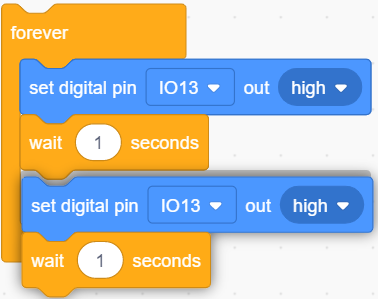 forever
set digital pin IO13 out high
wait 1 seconds
set digital pin IO13 out high
wait 1 seconds